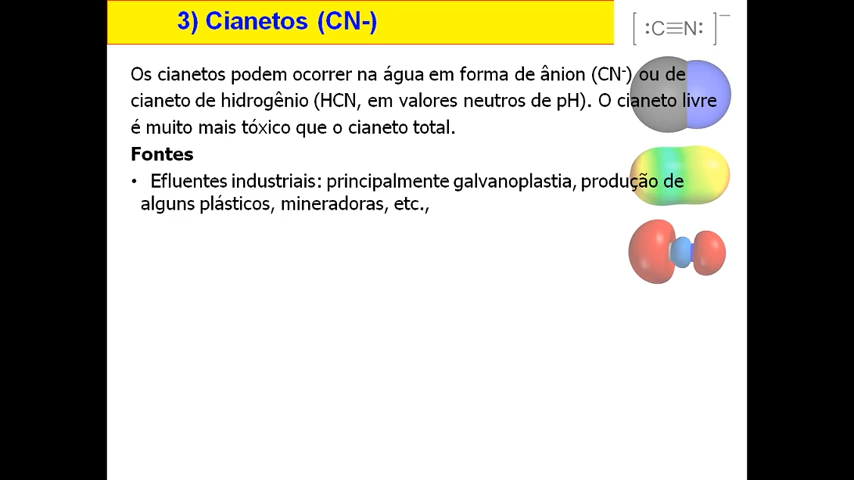 3) Cianetos (CN-)
[:C≡N:]⁻
Os cianetos podem ocorrer na água em forma de ânion (CN⁻) ou de
cianeto de hidrogênio (HCN, em valores neutros de pH). O cianeto livre
é muito mais tóxico que o cianeto total.
Fontes
• Efluentes industriais: principalmente galvanoplastia, produção de
alguns plásticos, mineradoras, etc.,